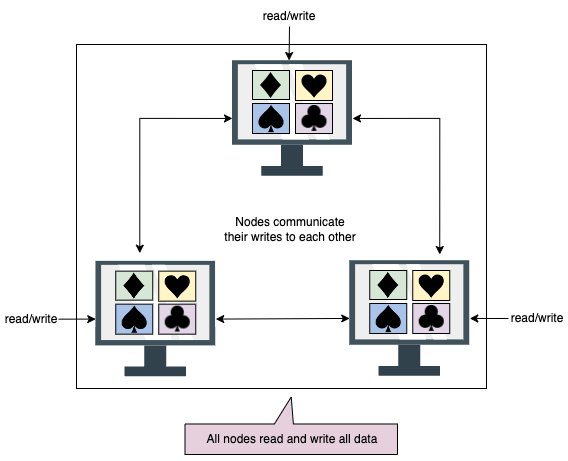 read/write
Nodes communicate
their writes to each other
read/write
read/write
All nodes read and write all data